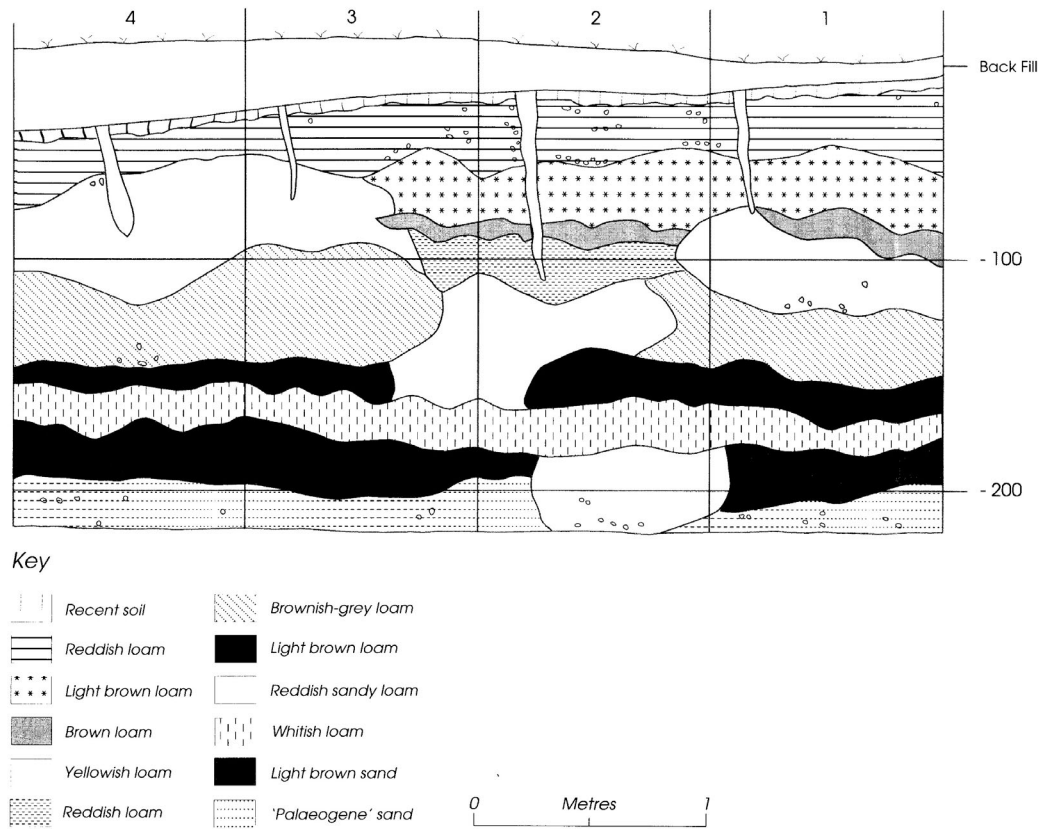 4 3 2 1
Back Fill
- 100
- 200
Key
Recent soil
Reddish loam
Light brown loam
Brown loam
Yellowish loam
Reddish loam
Brownish-grey loam
Light brown loam
Reddish sandy loam
Whitish loam
Light brown sand
'Palaeogene' sand
0 Metres 1